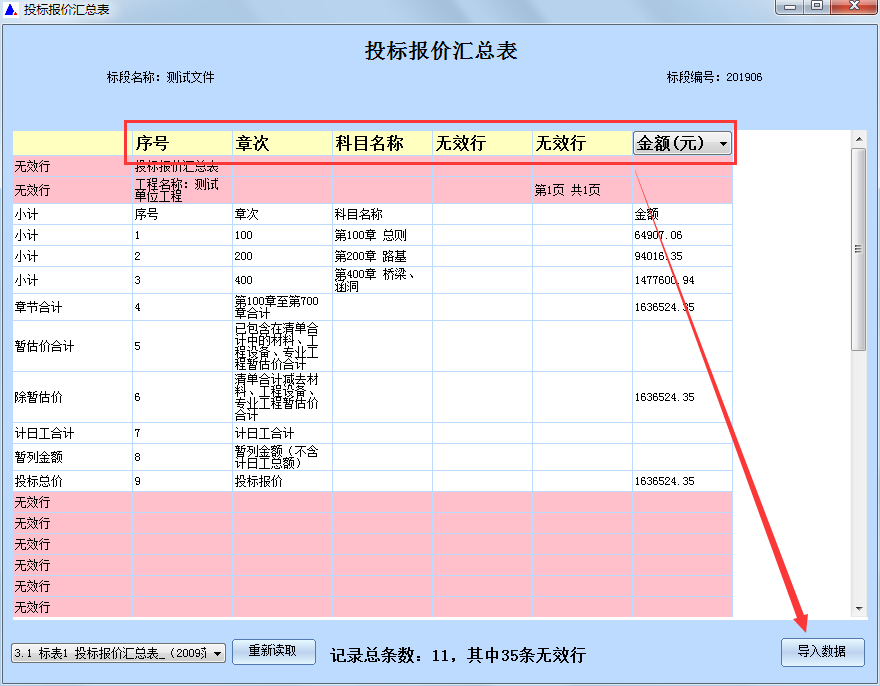 投标报价汇总表
投标报价汇总表
标段名称：测试文件 标段编号：201906
序号 章次 科目名称 无效行 无效行 金额(元)
无效行 投标报价汇总表
无效行 工程名称：测试 第1页 共1页
单位工程
小计 序号 章次 科目名称 金额
小计 1 100 第100章 总则 64907.06
小计 2 200 第200章 路基 94016.35
小计 3 400 第400章 桥梁、 1477600.94
涵洞
章节合计 4 第100章至第700 1636524.35
章合计
暂估价合计 5 已包含在清单合
计中的材料、工
程设备、专业工
程暂估价合计
除暂估价 6 清单合计减去材 1636524.35
料、工程设备、
专业工程暂估价
合计
计日工合计 7 计日工合计
暂列金额 8 暂列金额（不含
计日工总额）
投标总价 9 投标报价 1636524.35
无效行
无效行
无效行
无效行
无效行
无效行
3.1 标表1 投标报价汇总表_（2009 重新读取 记录总条数：11，其中35条无效行 导入数据